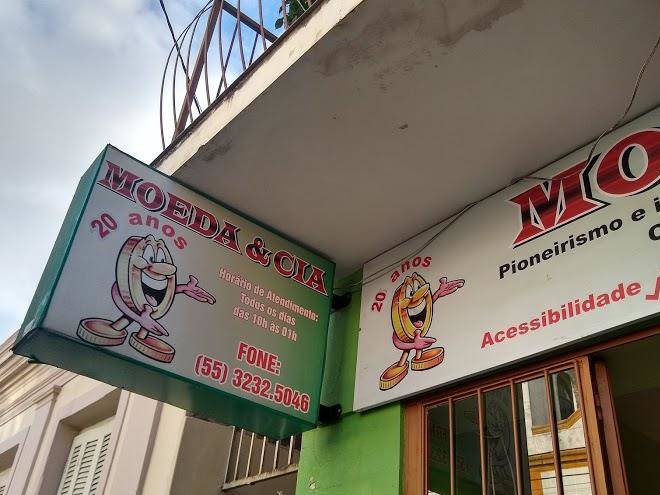 MOEDA & CIA
20 anos
Horário de Atendimento:
Todos os dias
das 10h às 01h
FONE:
(55) 3232.5046
MO
20 anos
Pioneirismo e i
Acessibilidade